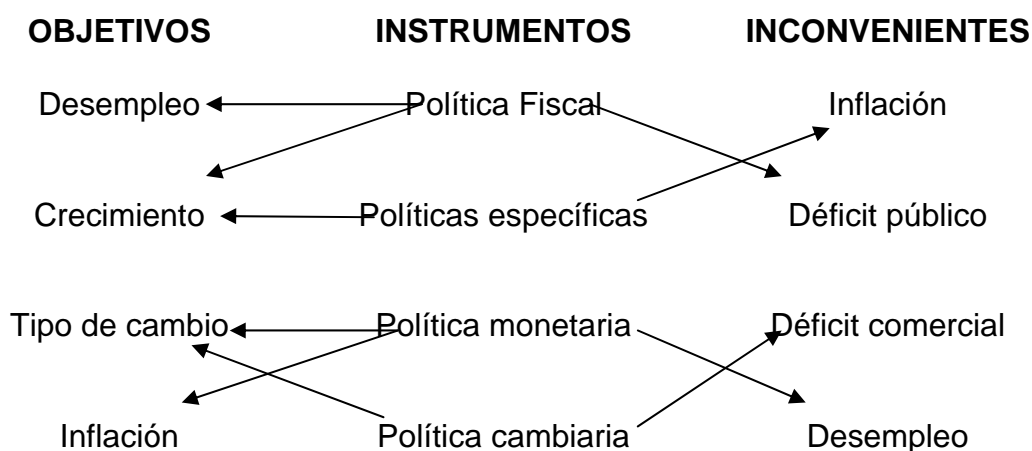 OBJETIVOS INSTRUMENTOS INCONVENIENTES
Desempleo Política Fiscal Inflación
Crecimiento Políticas específicas Déficit público
Tipo de cambio Política monetaria Déficit comercial
Inflación Política cambiaria Desempleo